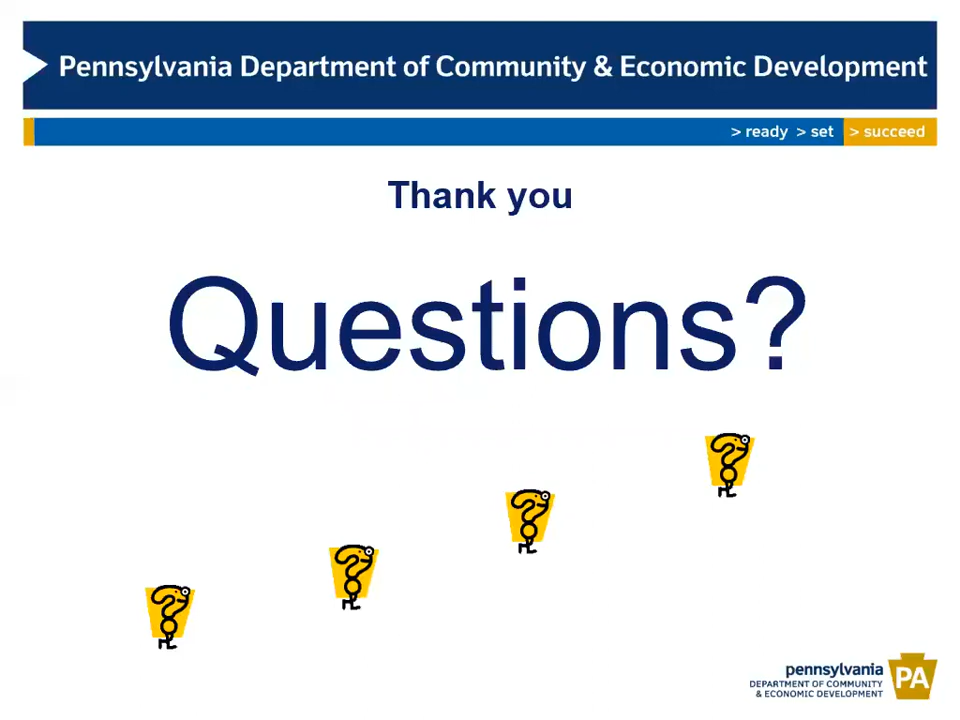 Pennsylvania Department of Community & Economic Development
> ready > set > succeed
Thank you
Questions?
pennsylvania
DEPARTMENT OF COMMUNITY
& ECONOMIC DEVELOPMENT
PA